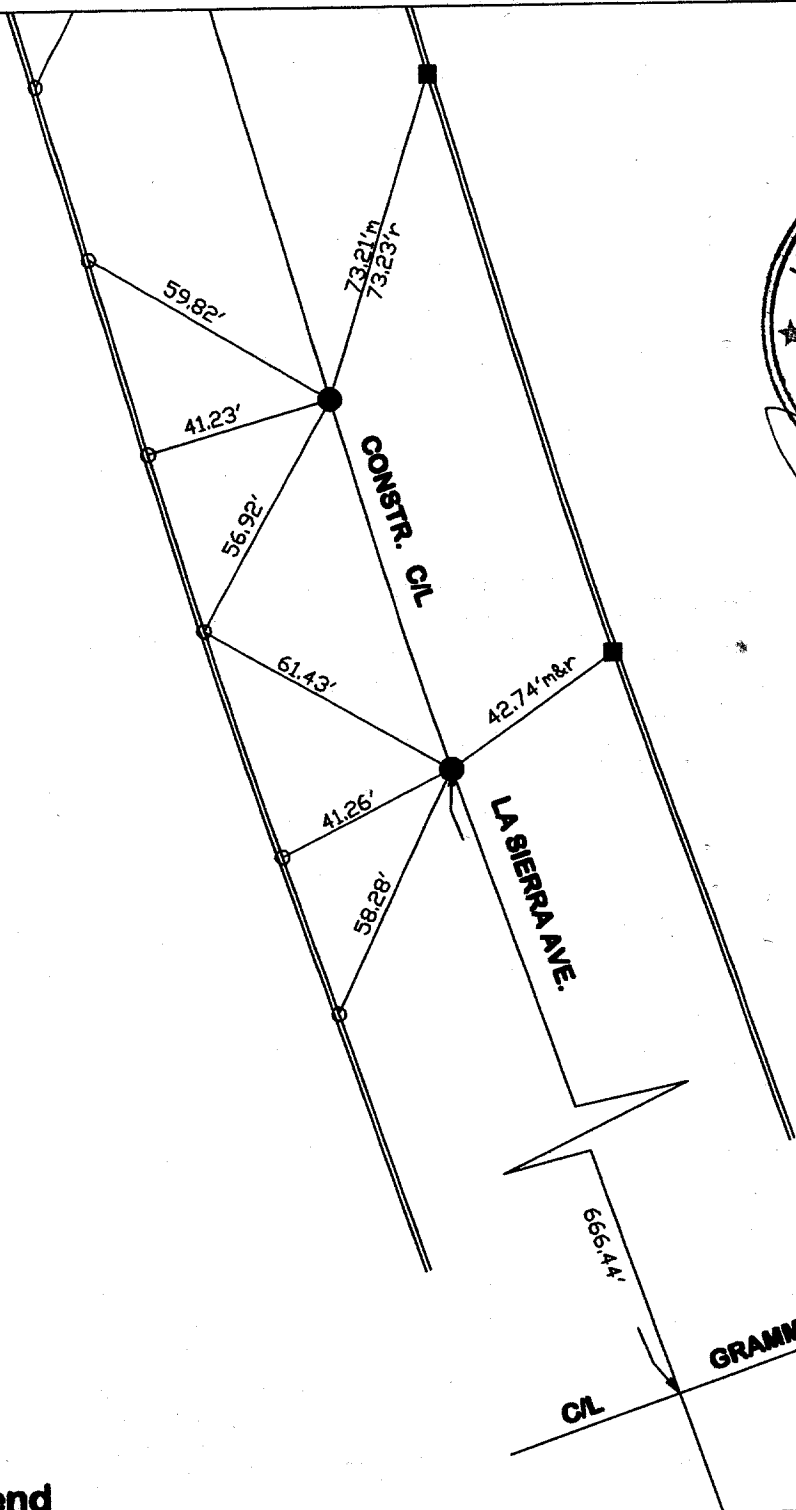 73.21'm
73.23'r
59.82'
41.23'
CONSTR. C/L
56.92'
61.43'
42.74'm&r
41.26'
LA SIERRA AVE.
58.28'
666.44'
GRAMM
C/L
end